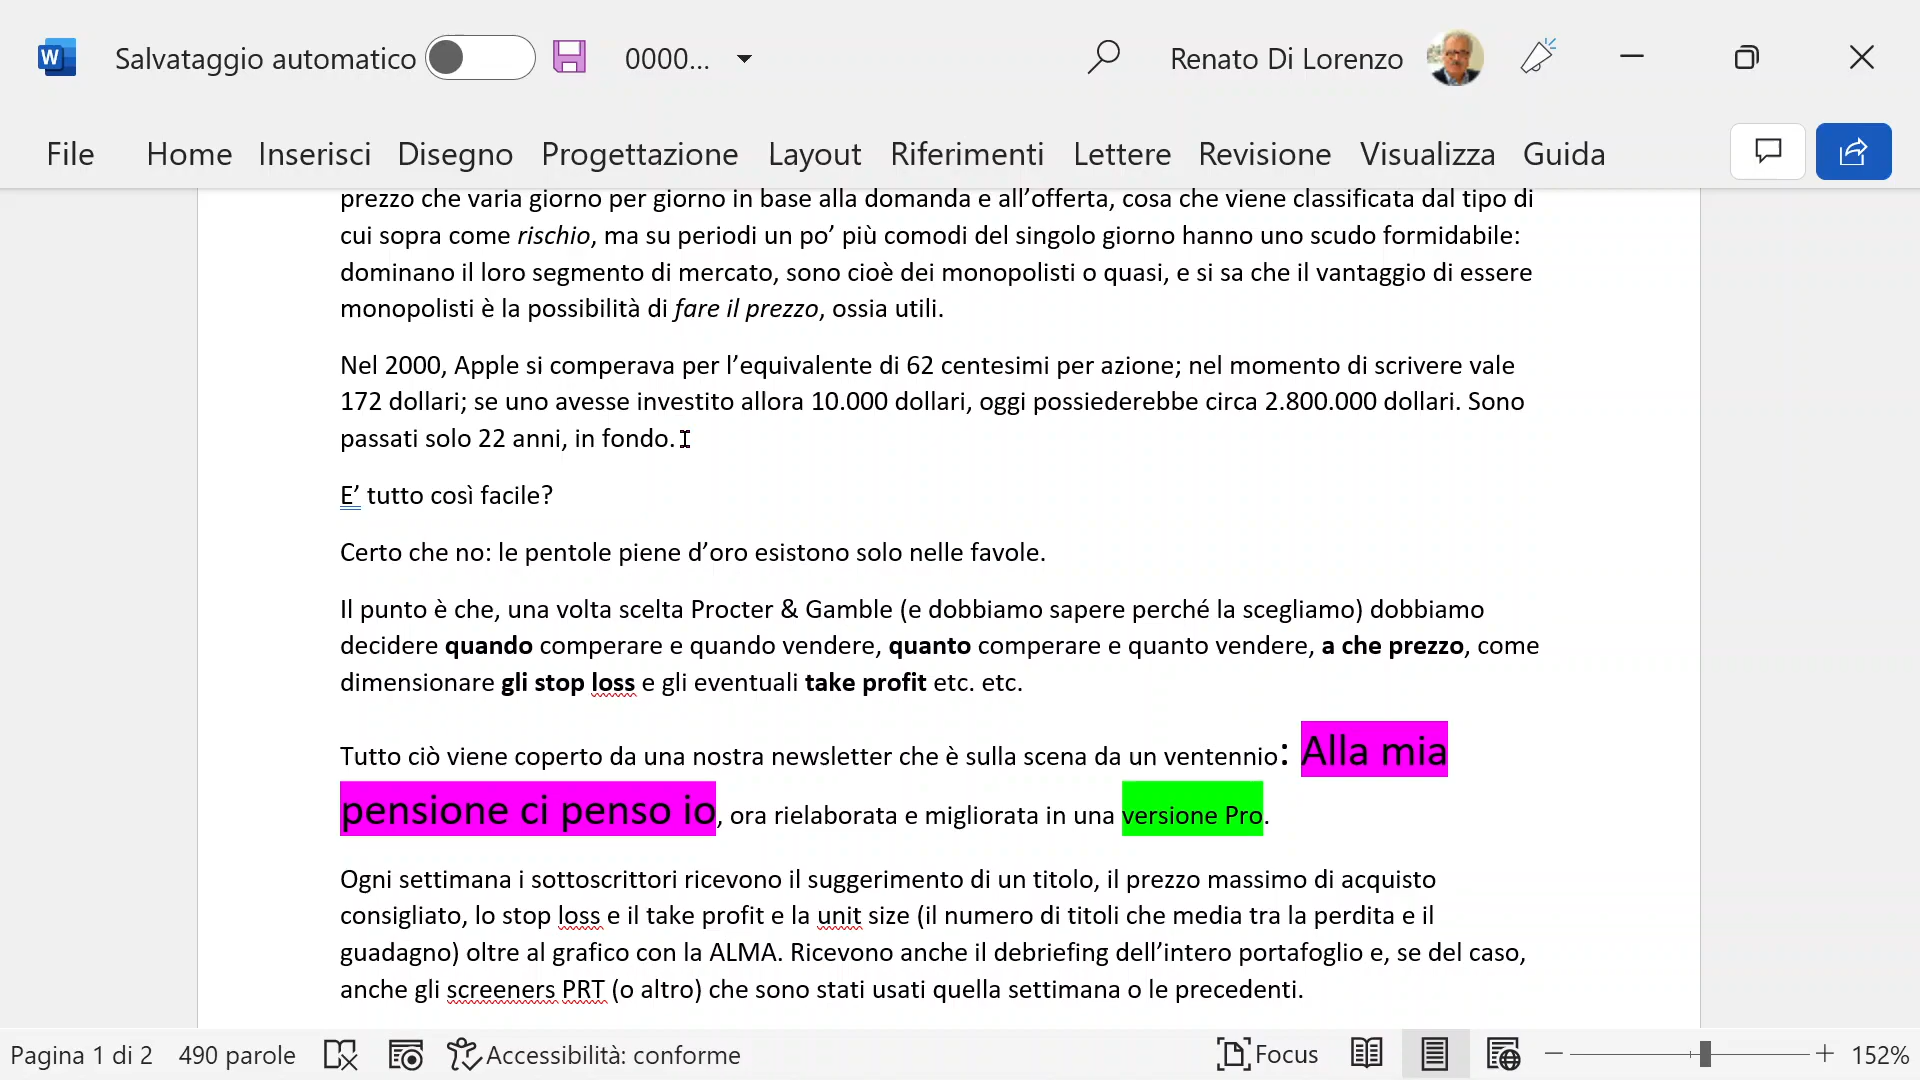 W Salvataggio automatico 0000... Renato Di Lorenzo
File Home Inserisci Disegno Progettazione Layout Riferimenti Lettere Revisione Visualizza Guida
prezzo che varia giorno per giorno in base alla domanda e all’offerta, cosa che viene classificata dal tipo di
cui sopra come rischio, ma su periodi un po’ più comodi del singolo giorno hanno uno scudo formidabile:
dominano il loro segmento di mercato, sono cioè dei monopolisti o quasi, e si sa che il vantaggio di essere
monopolisti è la possibilità di fare il prezzo, ossia utili.
Nel 2000, Apple si comperava per l’equivalente di 62 centesimi per azione; nel momento di scrivere vale
172 dollari; se uno avesse investito allora 10.000 dollari, oggi possiederebbe circa 2.800.000 dollari. Sono
passati solo 22 anni, in fondo.
E’ tutto così facile?
Certo che no: le pentole piene d’oro esistono solo nelle favole.
Il punto è che, una volta scelta Procter & Gamble (e dobbiamo sapere perché la scegliamo) dobbiamo
decidere quando comperare e quando vendere, quanto comperare e quanto vendere, a che prezzo, come
dimensionare gli stop loss e gli eventuali take profit etc. etc.
Tutto ciò viene coperto da una nostra newsletter che è sulla scena da un ventennio: Alla mia
pensione ci penso io, ora rielaborata e migliorata in una versione Pro.
Ogni settimana i sottoscrittori ricevono il suggerimento di un titolo, il prezzo massimo di acquisto
consigliato, lo stop loss e il take profit e la unit size (il numero di titoli che media tra la perdita e il
guadagno) oltre al grafico con la ALMA. Ricevono anche il debriefing dell’intero portafoglio e, se del caso,
anche gli screeners PRT (o altro) che sono stati usati quella settimana o le precedenti.
Pagina 1 di 2 490 parole Accessibilità: conforme Focus 152%